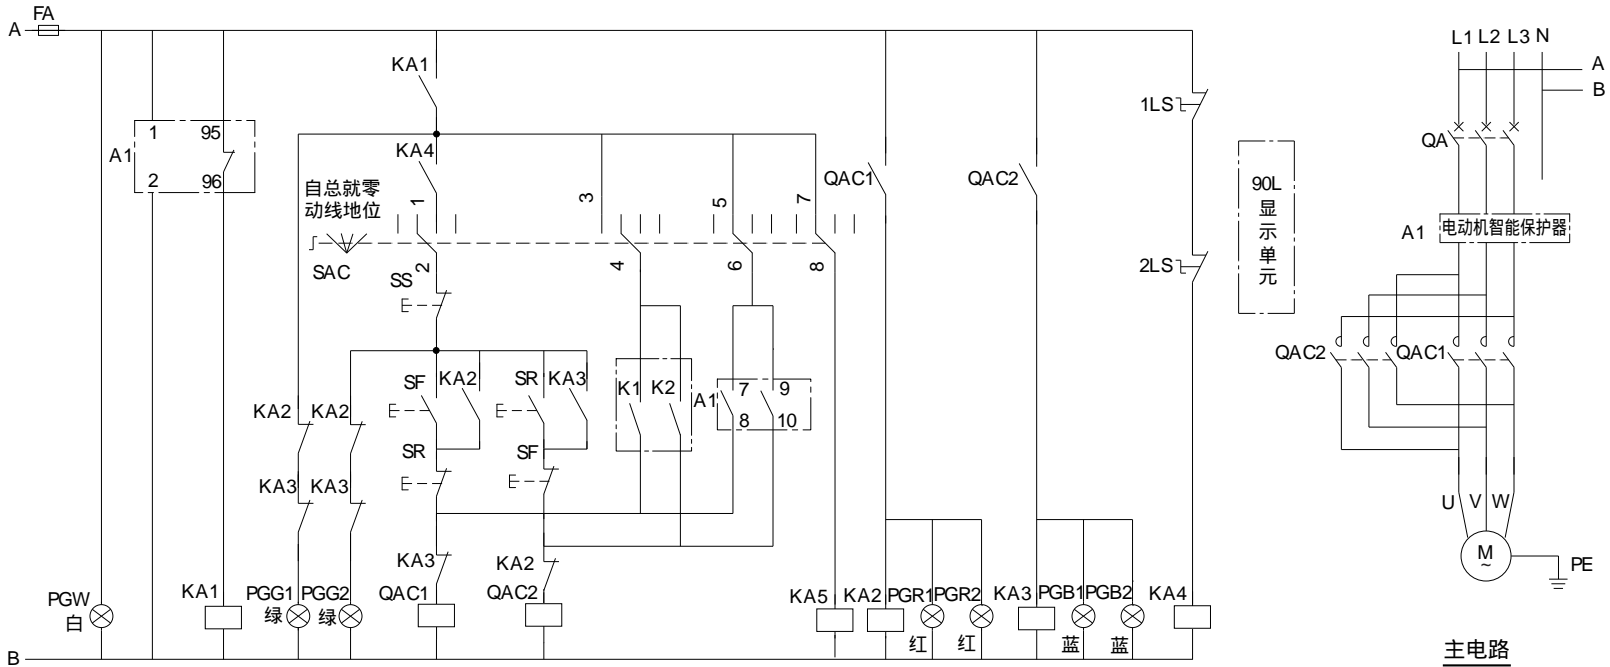 FA
A
L1 L2 L3 N
A
B
KA1
1LS
1 95
A1
2 96
KA4
QA
自总就零
动线地位
1
3
5
7
QAC1
QAC2
90L
显
示
单
元
A1
电动机智能保护器
SAC
2
4
6
8
SS
2LS
QAC2
QAC1
SF
KA2
SR
KA3
K1 K2
A1
7 9
8 10
KA2
KA2
SR
SF
KA3
KA3
U V W
KA3
KA2
M
~
PE
PGW
白
KA1
PGG1
绿
PGG2
绿
QAC1
QAC2
KA5
KA2
PGR1
红
PGR2
红
KA3
PGB1
蓝
PGB2
蓝
KA4
B
主电路